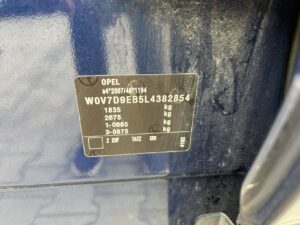 OPEL
e4*2007/46*1194
W0V7D9EB5L4382854
1835 kg
2675 kg
1-0965 kg
2-0875 kg
Z